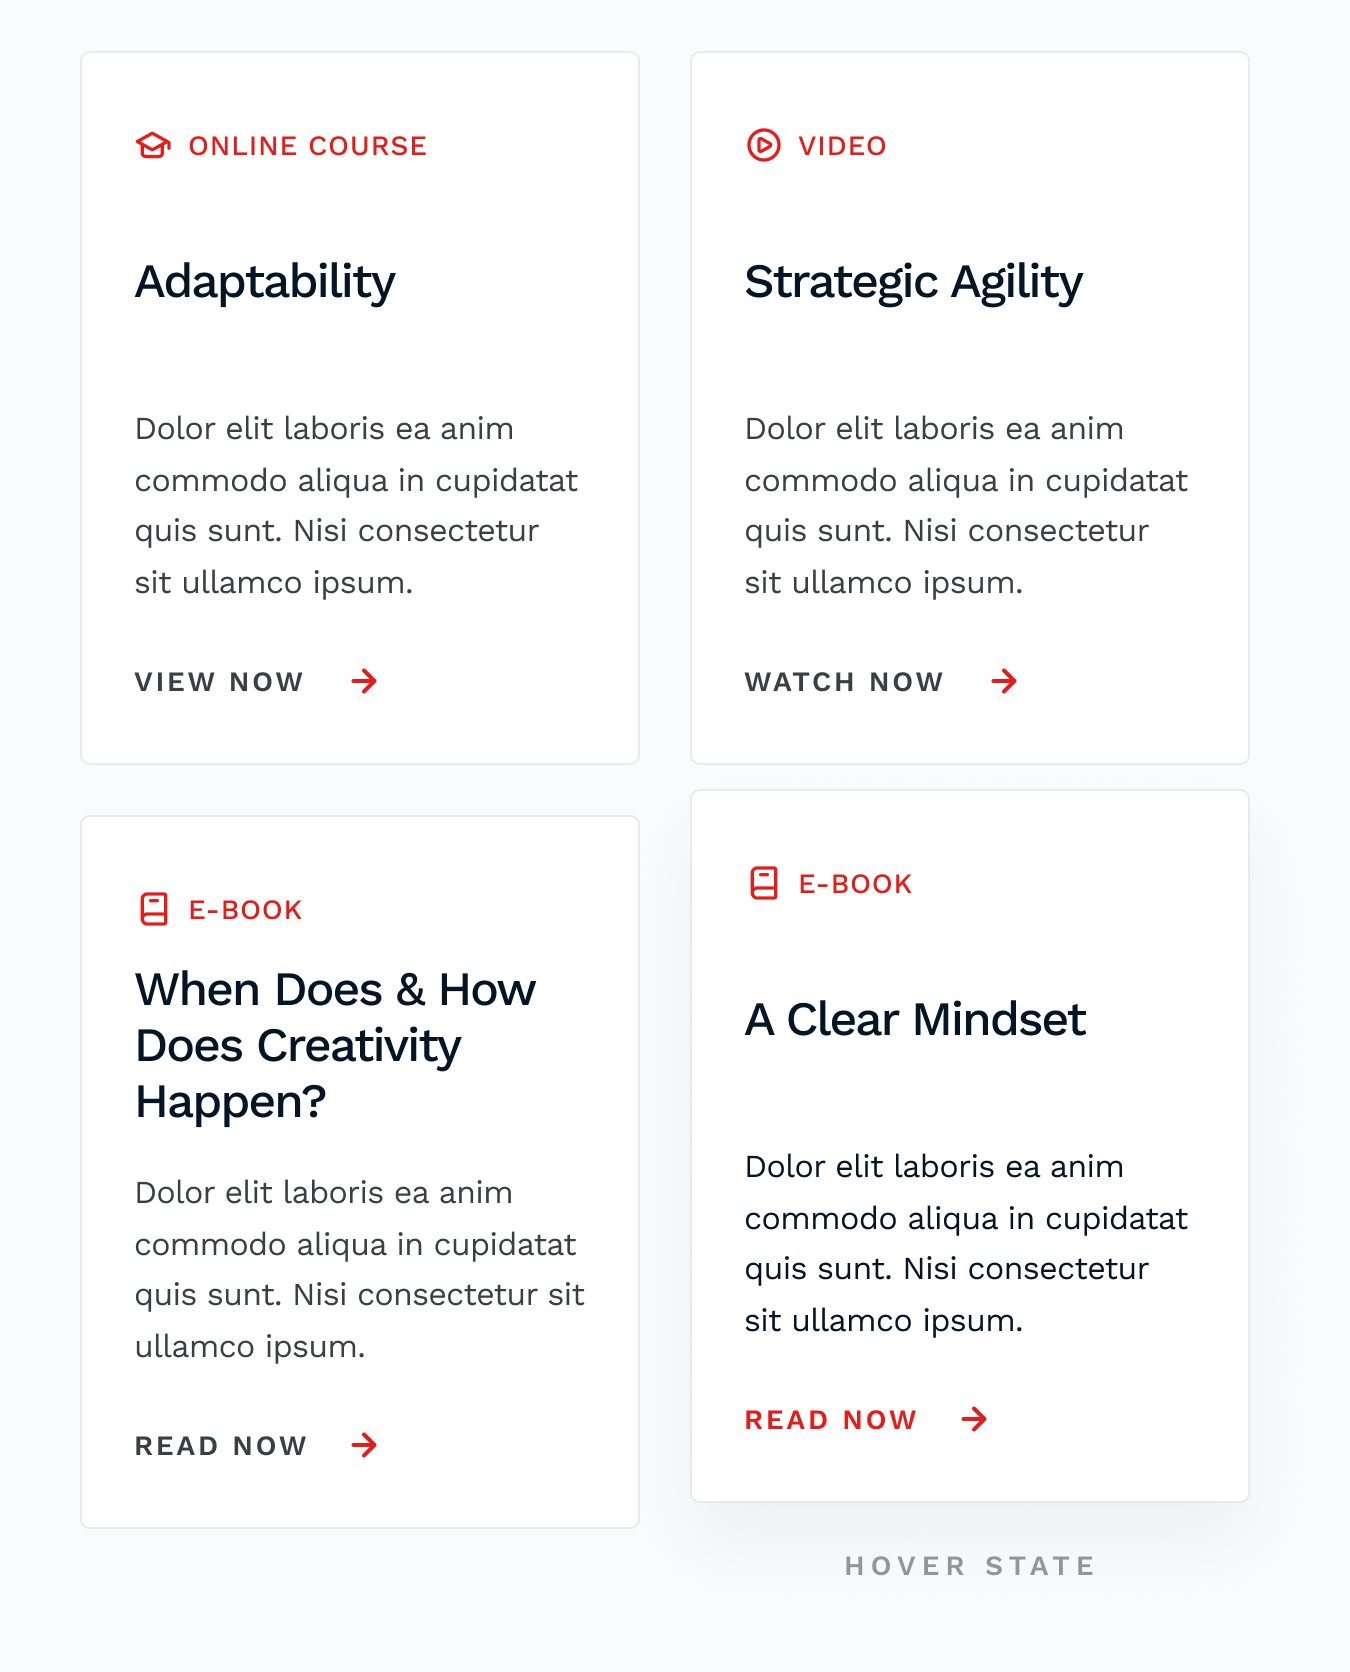 ONLINE COURSE
Adaptability
Dolor elit laboris ea anim
commodo aliqua in cupidatat
quis sunt. Nisi consectetur
sit ullamco ipsum.
VIEW NOW
VIDEO
Strategic Agility
Dolor elit laboris ea anim
commodo aliqua in cupidatat
quis sunt. Nisi consectetur
sit ullamco ipsum.
WATCH NOW
E-BOOK
When Does & How
Does Creativity
Happen?
Dolor elit laboris ea anim
commodo aliqua in cupidatat
quis sunt. Nisi consectetur sit
ullamco ipsum.
READ NOW
E-BOOK
A Clear Mindset
Dolor elit laboris ea anim
commodo aliqua in cupidatat
quis sunt. Nisi consectetur
sit ullamco ipsum.
READ NOW
HOVER STATE